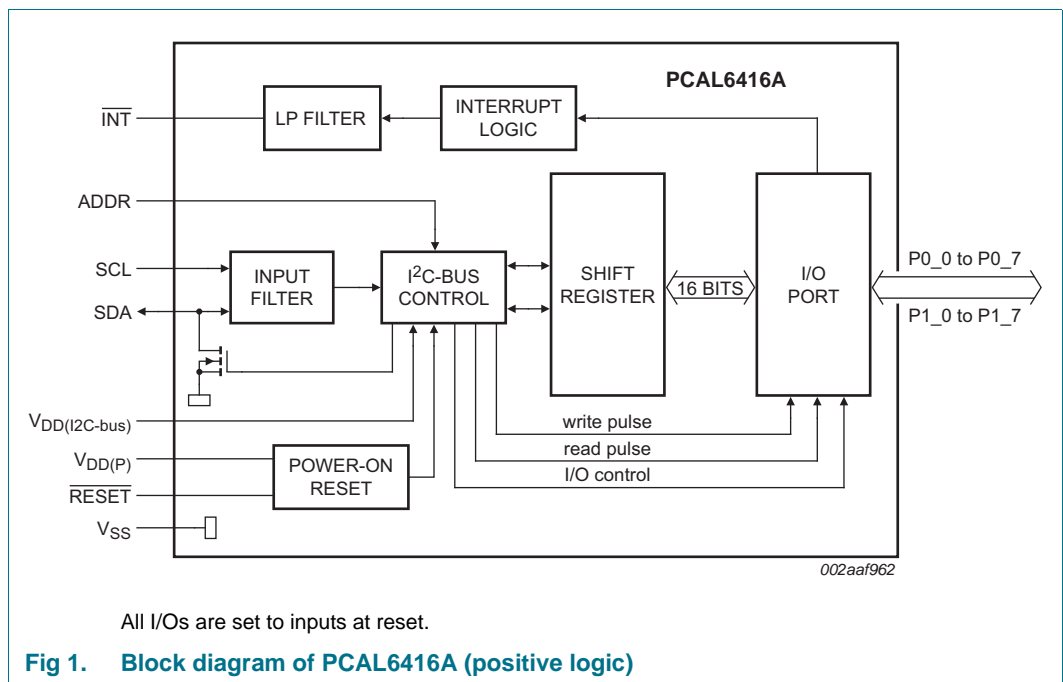 PCAL6416A
INT
LP FILTER
INTERRUPT
LOGIC
ADDR
SCL
SDA
INPUT
FILTER
I2C-BUS
CONTROL
SHIFT
REGISTER
16 BITS
I/O
PORT
P0_0 to P0_7
P1_0 to P1_7
write pulse
read pulse
I/O control
VDD(I2C-bus)
VDD(P)
RESET
POWER-ON
RESET
VSS
002aaf962
All I/Os are set to inputs at reset.
Fig 1. Block diagram of PCAL6416A (positive logic)